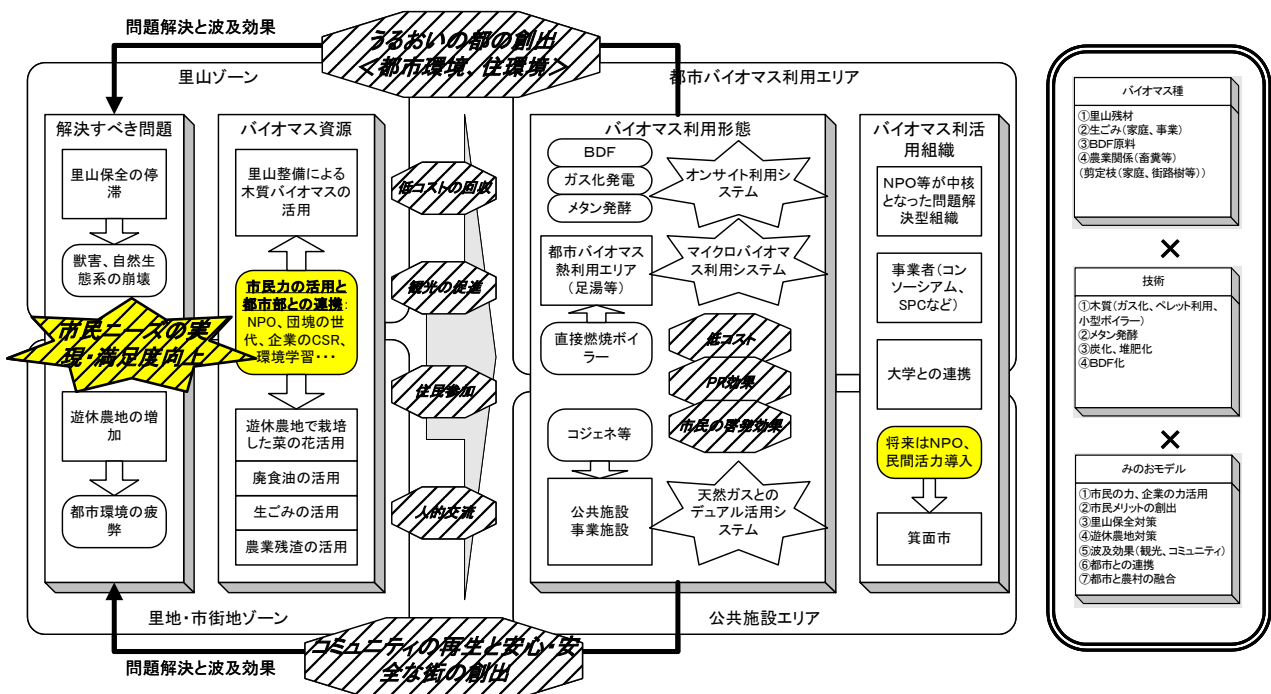 問題解決と波及効果
うるおいの都の創出
＜都市環境、住環境＞
里山ゾーン
都市バイオマス利用エリア
解決すべき問題
里山保全の停
滞
獣害、自然生
態系の崩壊
市民ニーズの実
現・満足度向上
遊休農地の増
加
都市環境の疲
弊
バイオマス資源
里山整備による
木質バイオマスの
活用
市民力の活用と
都市部との連携：
NPO、団塊の世
代、企業のCSR、
環境学習・・・
遊休農地で栽培
した菜の花活用
廃食油の活用
生ごみの活用
農業残渣の活用
低コストの回収
観光の促進
住民参加
人的交流
バイオマス利用形態
BDF
ガス化発電
メタン発酵
オンサイト利用シ
ステム
都市バイオマス
熱利用エリア
（足湯等）
マイクロバイオマ
ス利用システム
直接燃焼ボイ
ラー
低コスト
PR効果
市民の啓発効果
コジェネ等
公共施設
事業施設
天然ガスとの
デュアル活用シ
ステム
バイオマス利活
用組織
NPO等が中核
となった問題解
決型組織
事業者（コン
ソーシアム、
SPCなど）
大学との連携
将来はNPO、
民間活力導入
箕面市
里地・市街地ゾーン
公共施設エリア
問題解決と波及効果
コミュニティの再生と安心・安
全な街の創出
バイオマス種
①里山残材
②生ごみ（家庭、事業）
③BDF原料
④農業関係（畜糞等）
（剪定枝（家庭、街路樹等））
×
技術
①木質（ガス化、ペレット利用、
小型ボイラー）
②メタン発酵
③炭化、堆肥化
④BDF化
×
みのおモデル
①市民の力、企業の力活用
②市民メリットの創出
③里山保全対策
④遊休農地対策
⑤波及効果（観光、コミュニティ）
⑥都市との連携
⑦都市と農村の融合